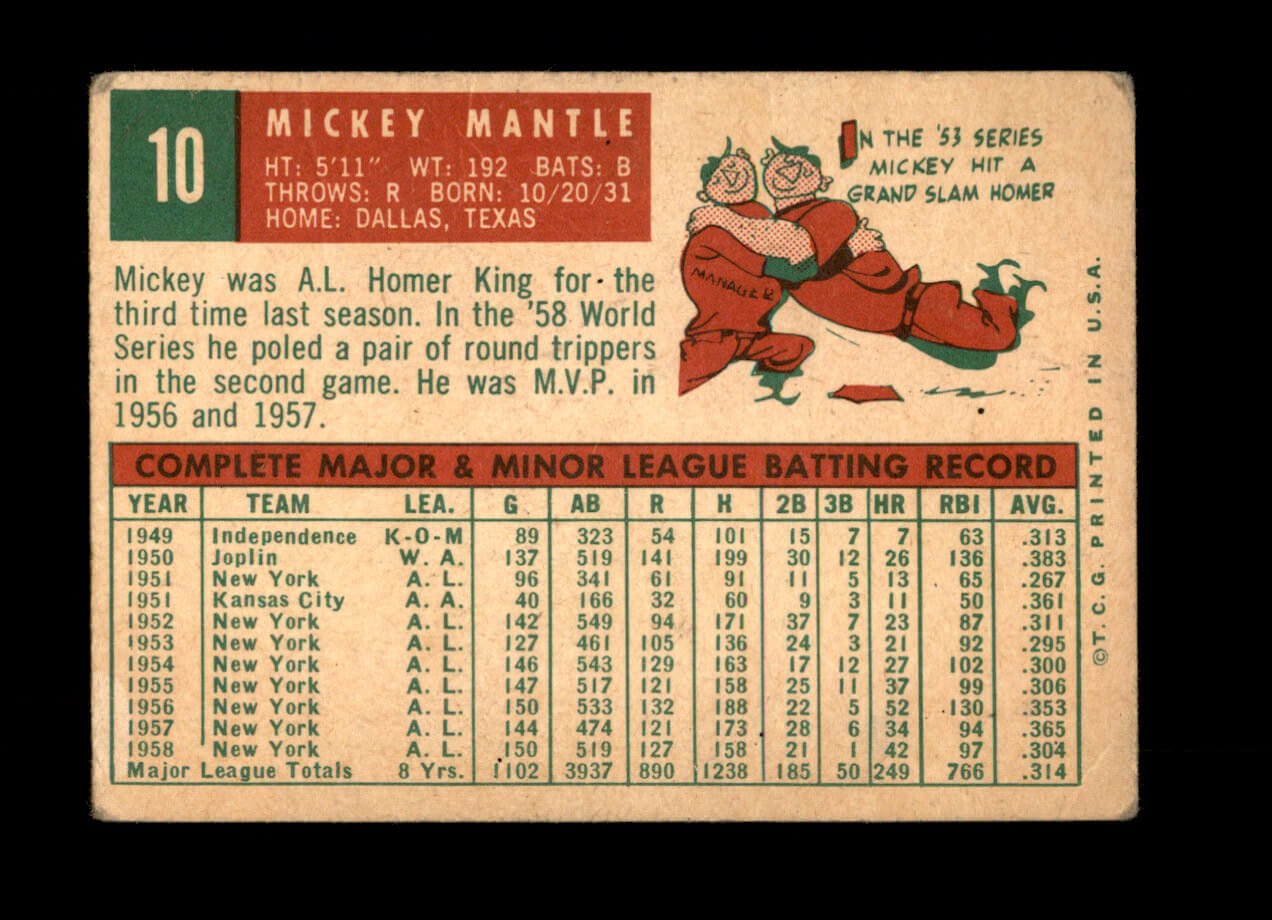 10
MICKEY MANTLE
HT: 5'11" WT: 192 BATS: B
THROWS: R BORN: 10/20/31
HOME: DALLAS, TEXAS
IN THE '53 SERIES
MICKEY HIT A
GRAND SLAM HOMER
MANAGER
Mickey was A.L. Homer King for the
third time last season. In the '58 World
Series he poled a pair of round trippers
in the second game. He was M.V.P. in
1956 and 1957.
COMPLETE MAJOR & MINOR LEAGUE BATTING RECORD
YEAR TEAM LEA. G AB R H 2B 3B HR RBI AVG.
1949 Independence K-O-M 89 323 54 101 15 7 7 63 .313
1950 Joplin W. A. 137 519 141 199 30 12 26 136 .383
1951 New York A. L. 96 341 61 91 11 5 13 65 .267
1951 Kansas City A. A. 40 166 32 60 9 3 11 50 .361
1952 New York A. L. 142 549 94 171 37 7 23 87 .311
1953 New York A. L. 127 461 105 136 24 3 21 92 .295
1954 New York A. L. 146 543 129 163 17 12 27 102 .300
1955 New York A. L. 147 517 121 158 25 11 37 99 .306
1956 New York A. L. 150 533 132 188 22 5 52 130 .353
1957 New York A. L. 144 474 121 173 28 6 34 94 .365
1958 New York A. L. 150 519 127 158 21 1 42 97 .304
Major League Totals 8 Yrs. 1102 3937 890 1238 185 50 249 766 .314
©T. C. G. PRINTED IN U.S.A.